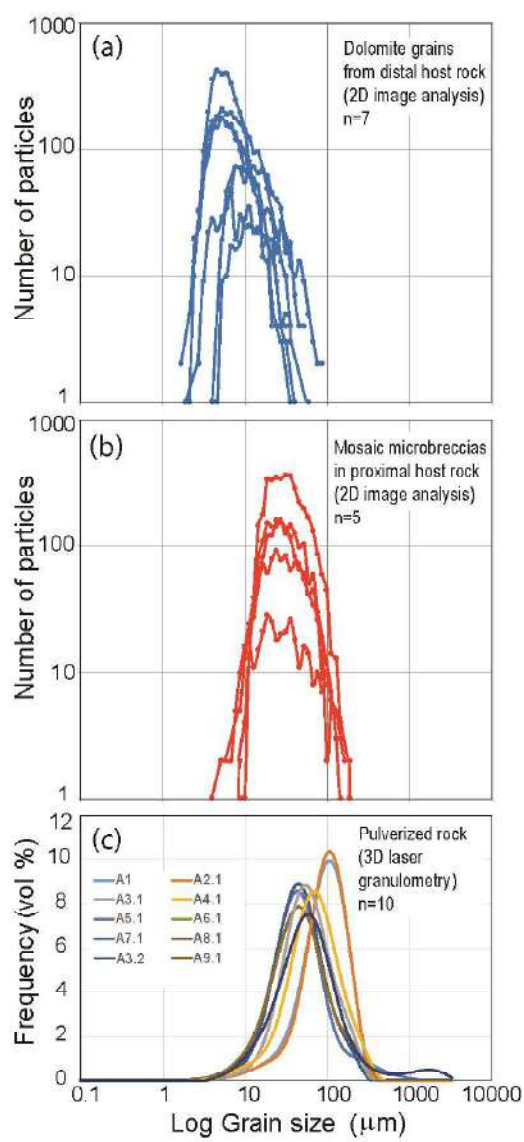 1000
(a)
Dolomite grains
from distal host rock
(2D image analysis)
n=7
100
10
1
Number of particles
1000
(b)
Mosaic microbreccias
in proximal host rock
(2D image analysis)
n=5
100
10
1
Number of particles
12
(c)
Pulverized rock
(3D laser
granulometry)
n=10
10
8
6
4
2
0
Frequency (vol %)
A1
A2.1
A3.1
A4.1
A5.1
A6.1
A7.1
A8.1
A3.2
A9.1
0.1 1 10 100 1000 10000
Log Grain size (μm)